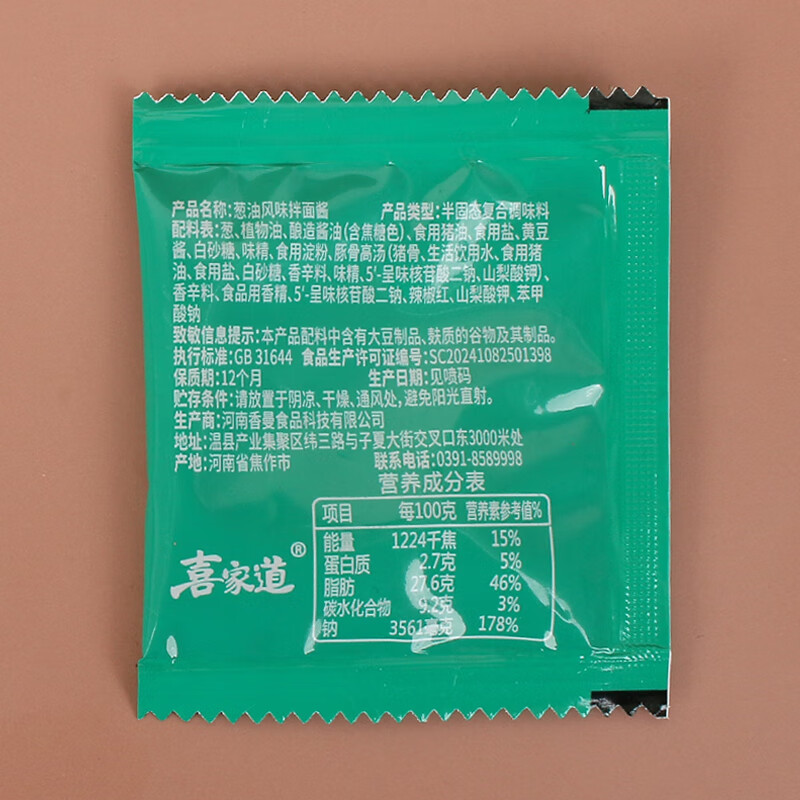 产品名称:葱油风味拌面酱 产品类型:半固态复合调味料
配料表:葱、植物油、酿造酱油(含焦糖色)、食用猪油、食用盐、黄豆
酱、白砂糖、味精、食用淀粉、豚骨高汤(猪骨、生活饮用水、食用猪
油、食用盐、白砂糖、香辛料、味精、5'-呈味核苷酸二钠、山梨酸钾)、
香辛料、食品用香精、5'-呈味核苷酸二钠、辣椒红、山梨酸钾、苯甲
酸钠
致敏信息提示:本产品配料中含有大豆制品、麸质的谷物及其制品。
执行标准:GB 31644 食品生产许可证编号:SC20241082501398
保质期:12个月 生产日期:见喷码
贮存条件:请放置于阴凉、干燥、通风处,避免阳光直射。
生产商:河南香曼食品科技有限公司
地址:温县产业集聚区纬三路与子夏大街交叉口东3000米处
产地:河南省焦作市 联系电话:0391-8589998
营养成分表
项目 每100克 营养素参考值%
能量 1224千焦 15%
蛋白质 2.7克 5%
脂肪 27.6克 46%
碳水化合物 9.2克 3%
钠 3561毫克 178%
喜家道®